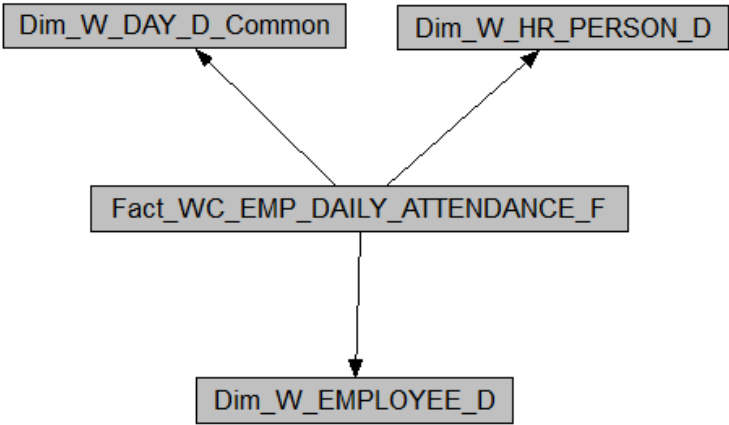 Dim_W_DAY_D_Common
Dim_W_HR_PERSON_D
Fact_WC_EMP_DAILY_ATTENDANCE_F
Dim_W_EMPLOYEE_D